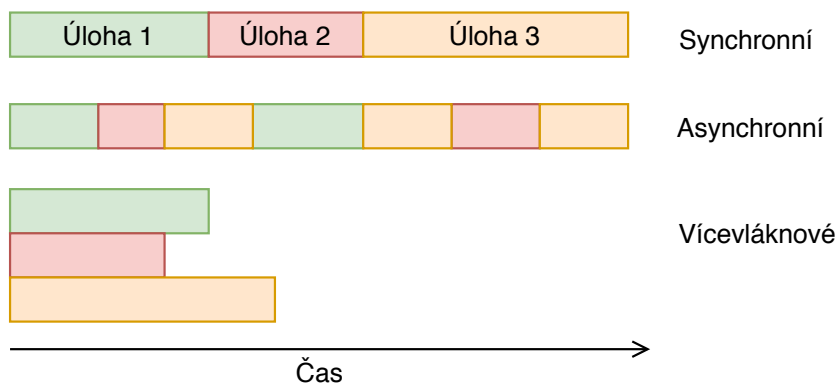 Úloha 1 Úloha 2 Úloha 3 Synchronní
Asynchronní
Vícevláknové
Čas